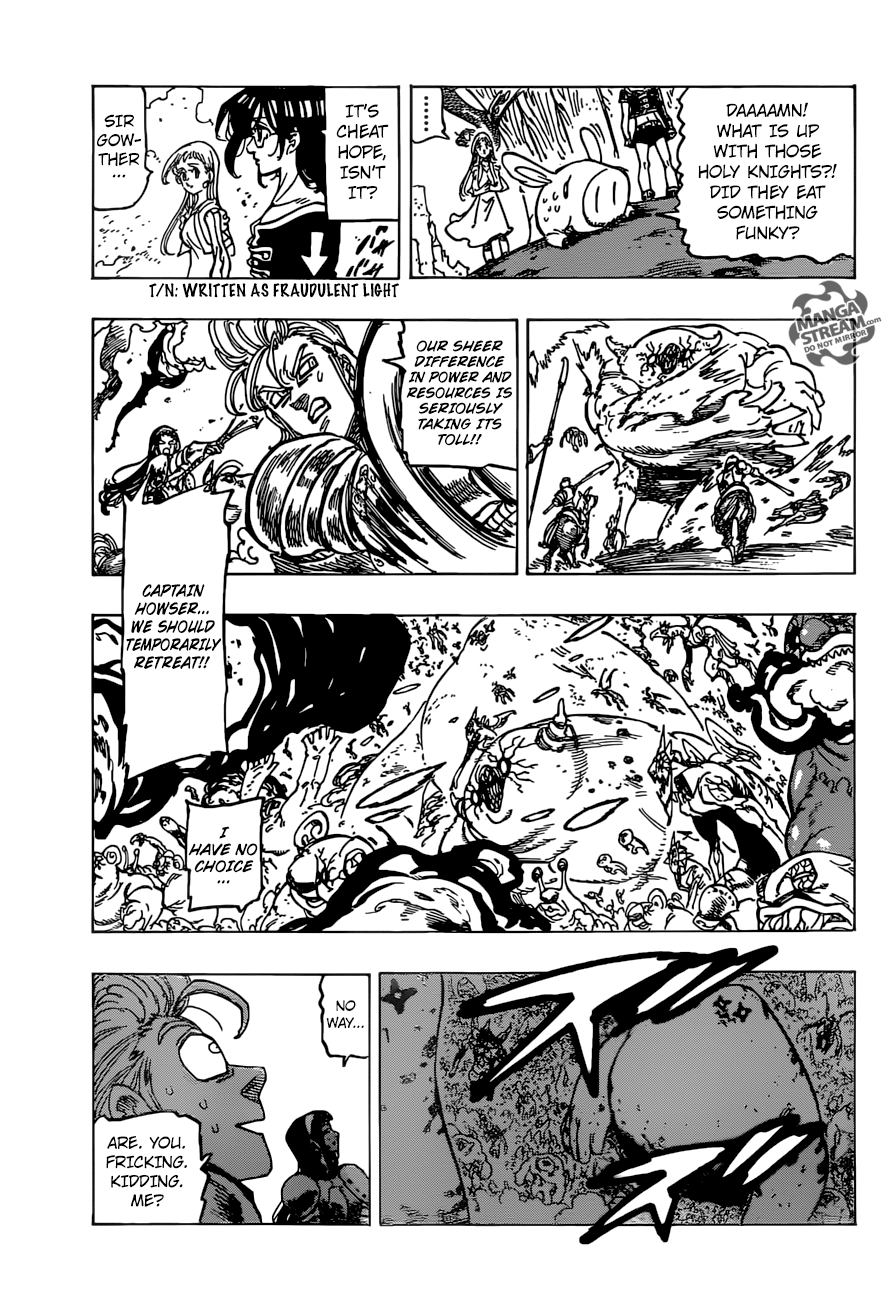 DAAAAMN!
WHAT IS UP
WITH THOSE
HOLY KNIGHTS?!
DID THEY EAT
SOMETHING
FUNKY?
......
IT'S
CHEAT
HOPE,
ISN'T
IT?
SIR
GOW-
THER
...
T/N: WRITTEN AS FRAUDULENT LIGHT
MANGA
STREAM.com
DO NOT MIRROR
OUR SHEER
DIFFERENCE
IN POWER AND
RESOURCES IS
SERIOUSLY
TAKING ITS
TOLL!!
CAPTAIN
HOWSER...
WE SHOULD
TEMPORARILY
RETREAT!!
I
HAVE NO
CHOICE
...
NO
WAY...
ARE. YOU.
FRICKING.
KIDDING.
ME?